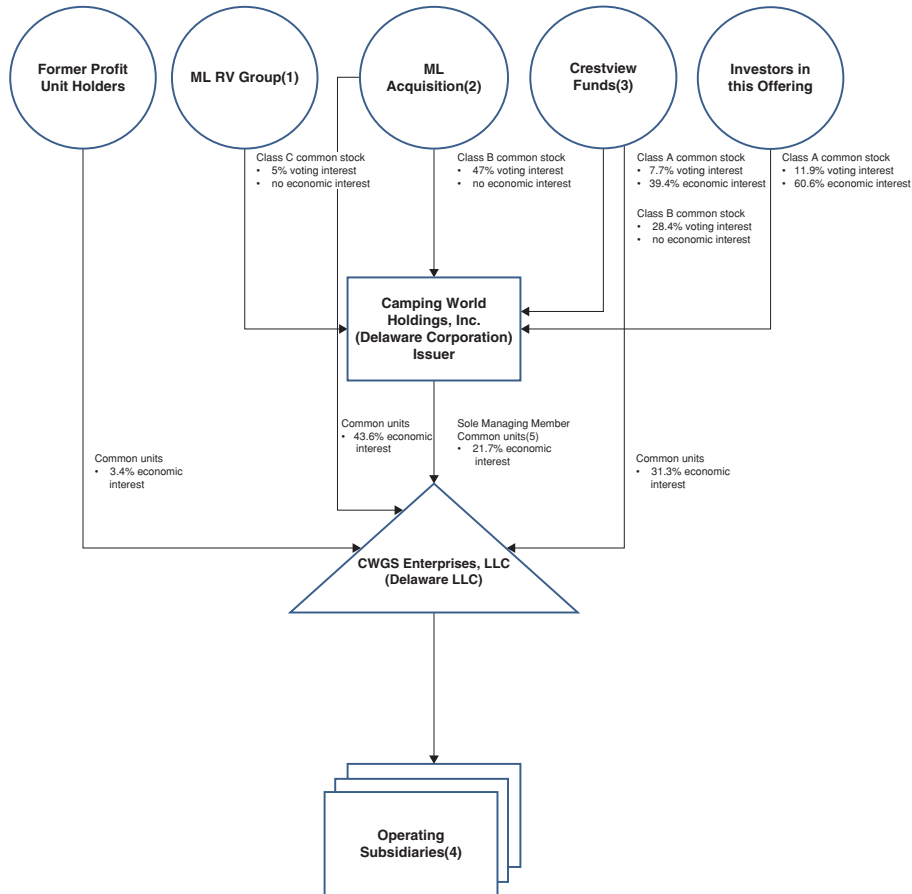 Former Profit
Unit Holders
ML RV Group(1)
ML
Acquisition(2)
Crestview
Funds(3)
Investors in
this Offering
Class C common stock
• 5% voting interest
• no economic interest
Class B common stock
• 47% voting interest
• no economic interest
Class A common stock
• 7.7% voting interest
• 39.4% economic interest
Class B common stock
• 28.4% voting interest
• no economic interest
Class A common stock
• 11.9% voting interest
• 60.6% economic interest
Camping World
Holdings, Inc.
(Delaware Corporation)
Issuer
Common units
• 3.4% economic
interest
Common units
• 43.6% economic
interest
Sole Managing Member
Common units(5)
• 21.7% economic
interest
Common units
• 31.3% economic
interest
CWGS Enterprises, LLC
(Delaware LLC)
Operating
Subsidiaries(4)